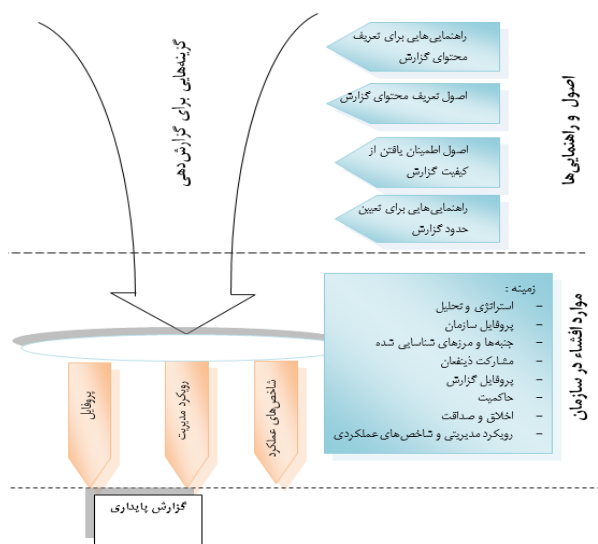 راهنمایی‌هایی برای تعریف
محتوای گزارش
اصول تعریف محتوای گزارش
اصول اطمینان یافتن از
کیفیت گزارش
راهنمایی‌هایی برای تعیین
حدود گزارش
اصول و راهنمایی‌ها
گزینه‌هایی برای گزارش‌دهی
زمینه :
- استراتژی و تحلیل
- پروفایل سازمان
- جنبه‌ها و مرزهای شناسایی شده
- مشارکت ذینفعان
- پروفایل گزارش
- حاکمیت
- اخلاق و صداقت
- رویکرد مدیریتی و شاخص‌های عملکردی
موارد افشاء در سازمان
شاخص‌های عملکرد
رویکرد مدیریت
پروفایل
گزارش پایداری